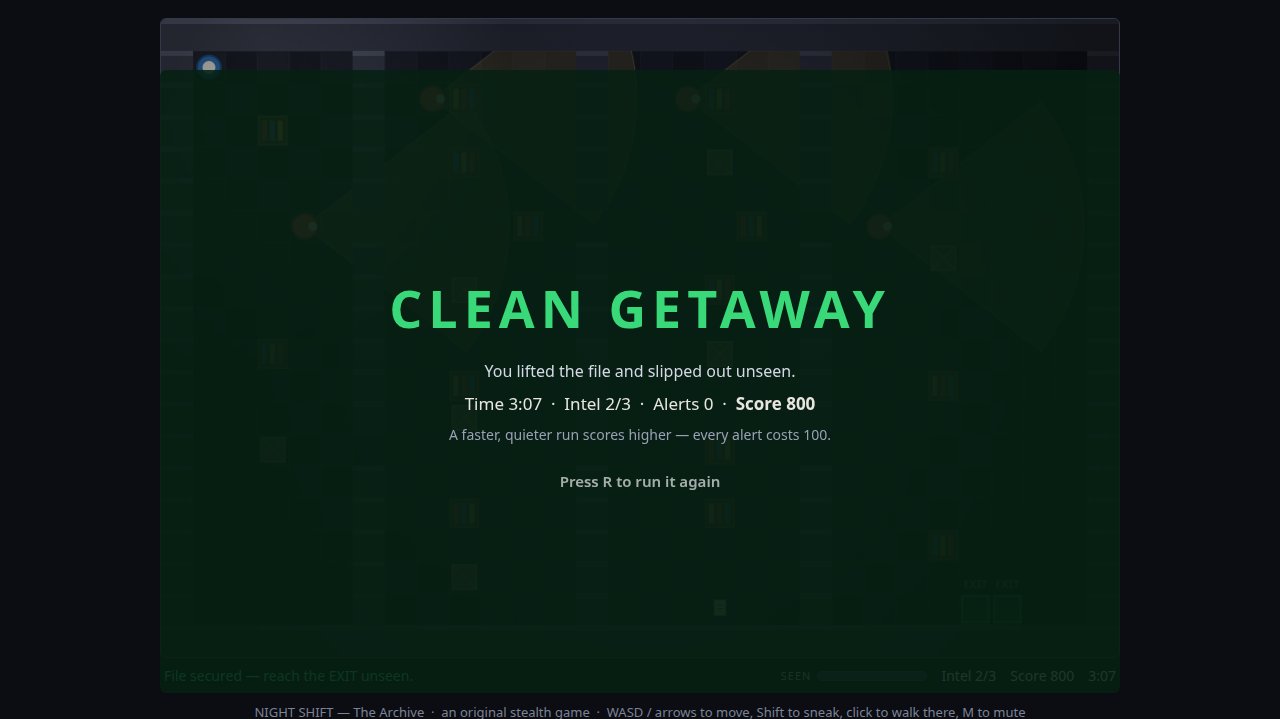 EXIT EXIT
CLEAN GETAWAY
You lifted the file and slipped out unseen.
Time 3:07 · Intel 2/3 · Alerts 0 · Score 800
A faster, quieter run scores higher — every alert costs 100.
Press R to run it again
File secured — reach the EXIT unseen.
SEEN Intel 2/3 Score 800 3:07
NIGHT SHIFT — The Archive · an original stealth game · WASD / arrows to move, Shift to sneak, click to walk there, M to mute